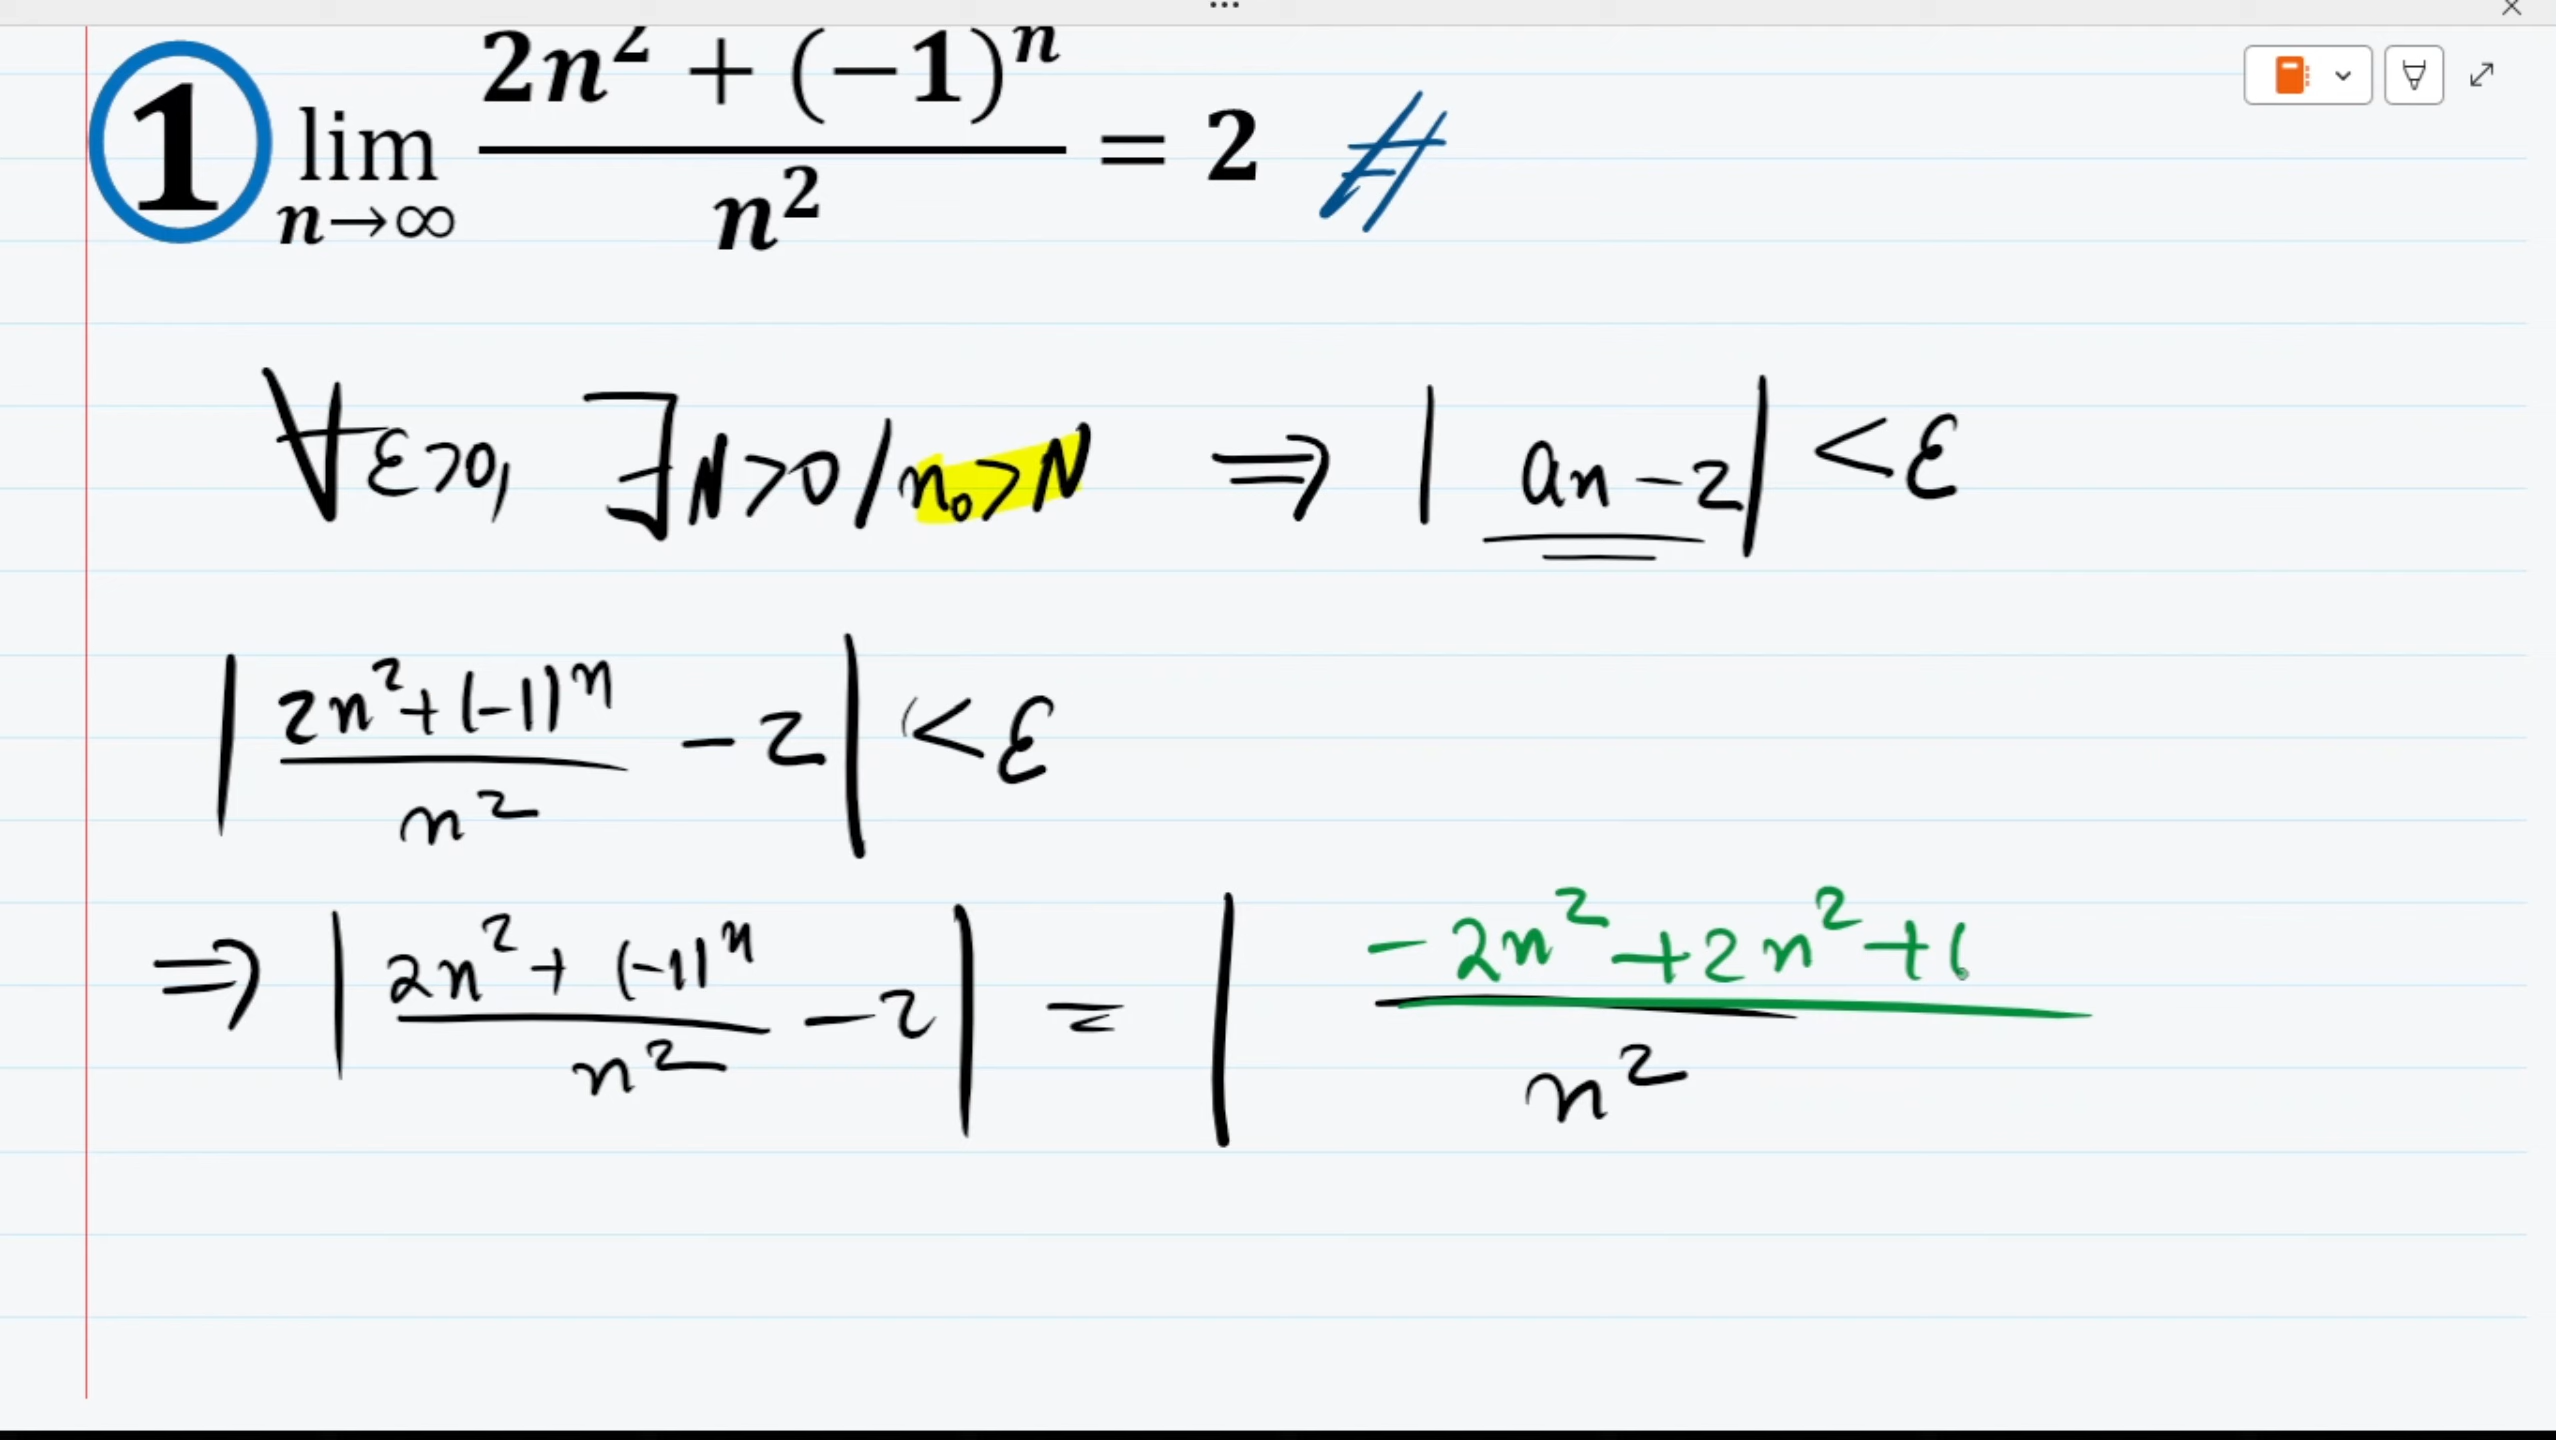 ① lim_{n→∞} (2n² + (−1)ⁿ)/n² = 2 #
∀ε>0, ∃N>0/n₀>N ⇒ |an−2| <ε
|(2n²+(-1)ⁿ)/n² −2| <ε
⇒ |(2n²+(-1)ⁿ)/n² −2| = |(−2n²+2n²+(/n²